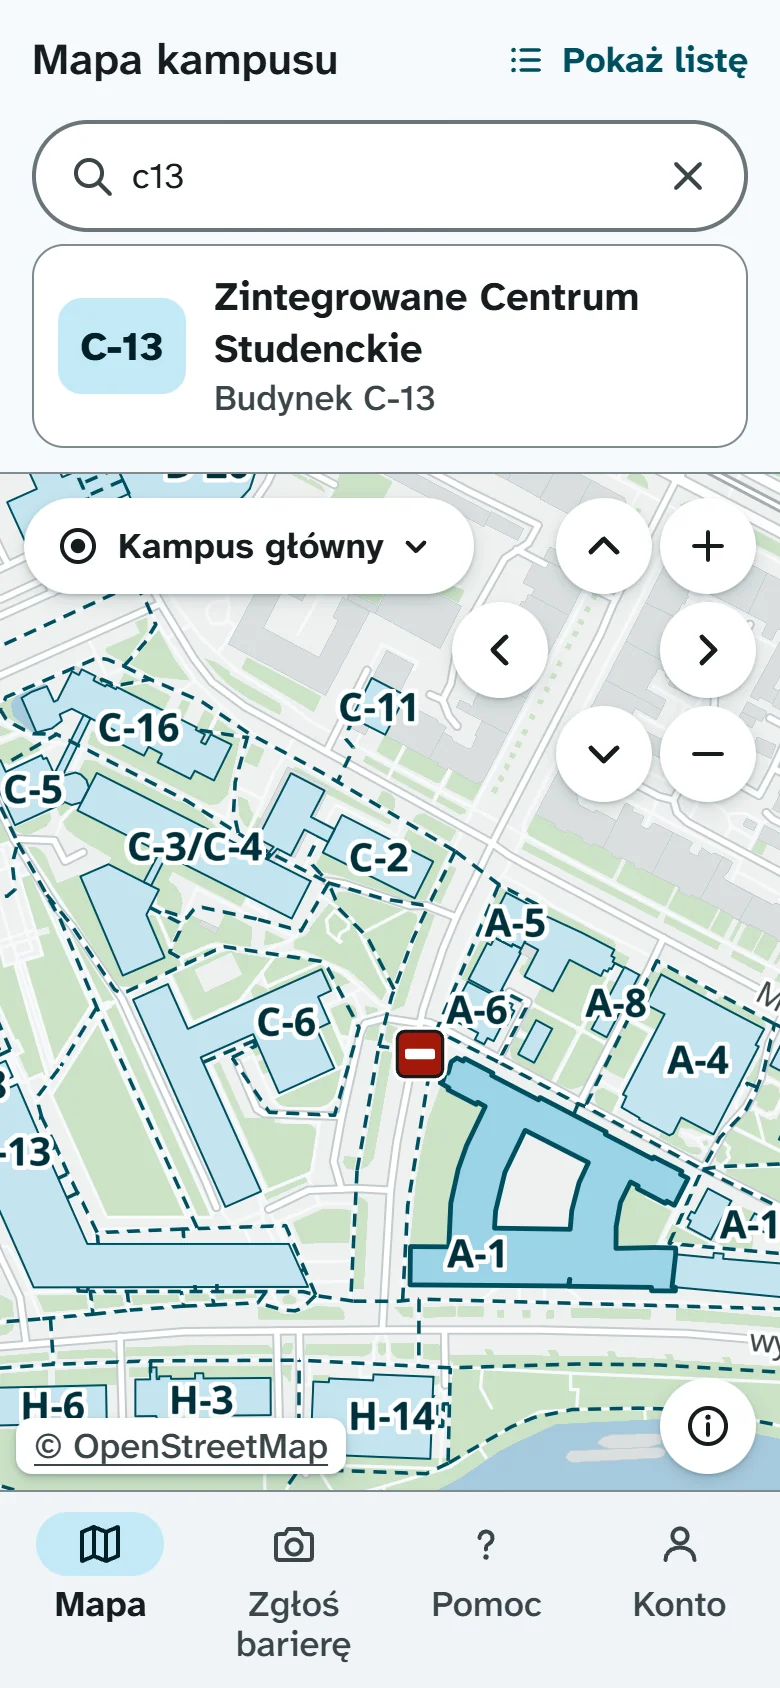 Mapa kampusu
Pokaż listę
c13
C-13
Zintegrowane Centrum
Studenckie
Budynek C-13
Kampus główny
C-11
C-16
C-5
C-3/C-4
C-2
A-5
A-6
A-8
C-6
A-4
-13
A-1
A-1
H-6
H-3
H-14
© OpenStreetMap
Mapa
Zgłoś
barierę
Pomoc
Konto